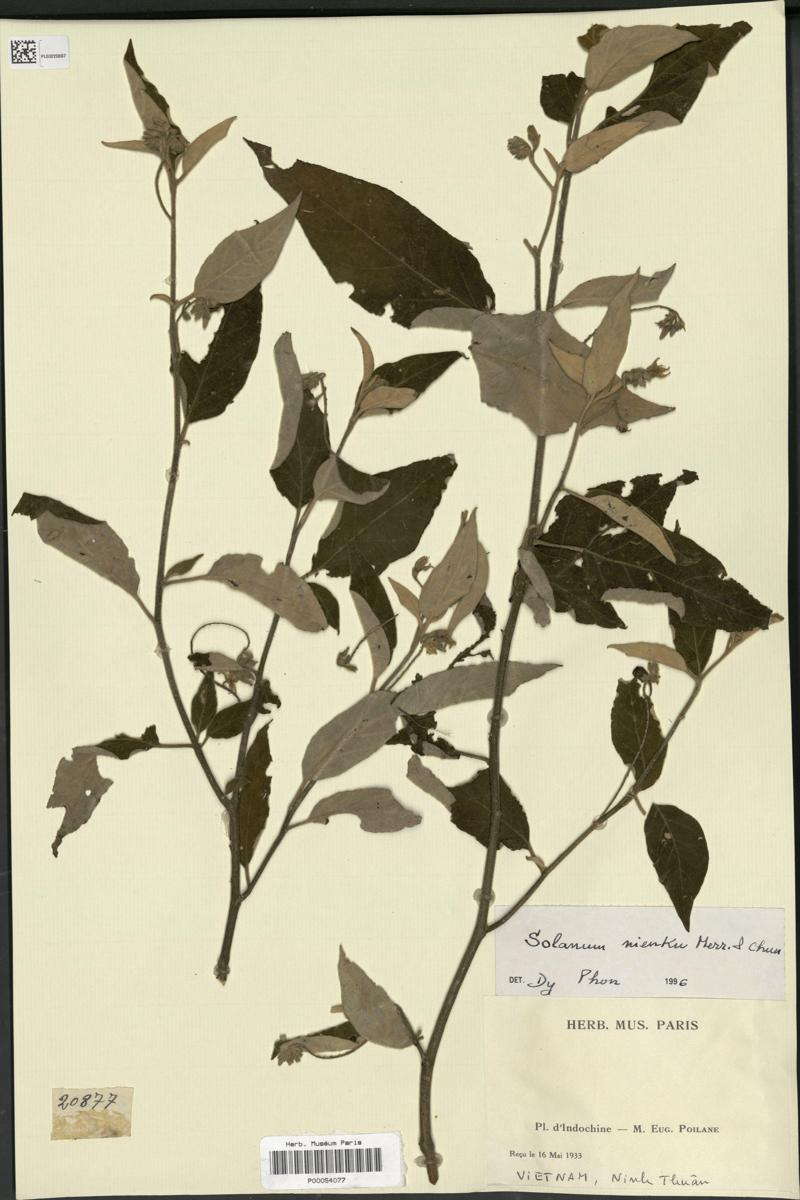 PL0025887
Solanum nienkui Merr. & Chun
DET. Dy Phon 1996
HERB. MUS. PARIS
Pl. d'Indochine — M. EUG. POILANE
Reçu le 16 Mai 1933
VIETNAM, Ninh Thuân
20877
Herb. Muséum Paris
P00054077